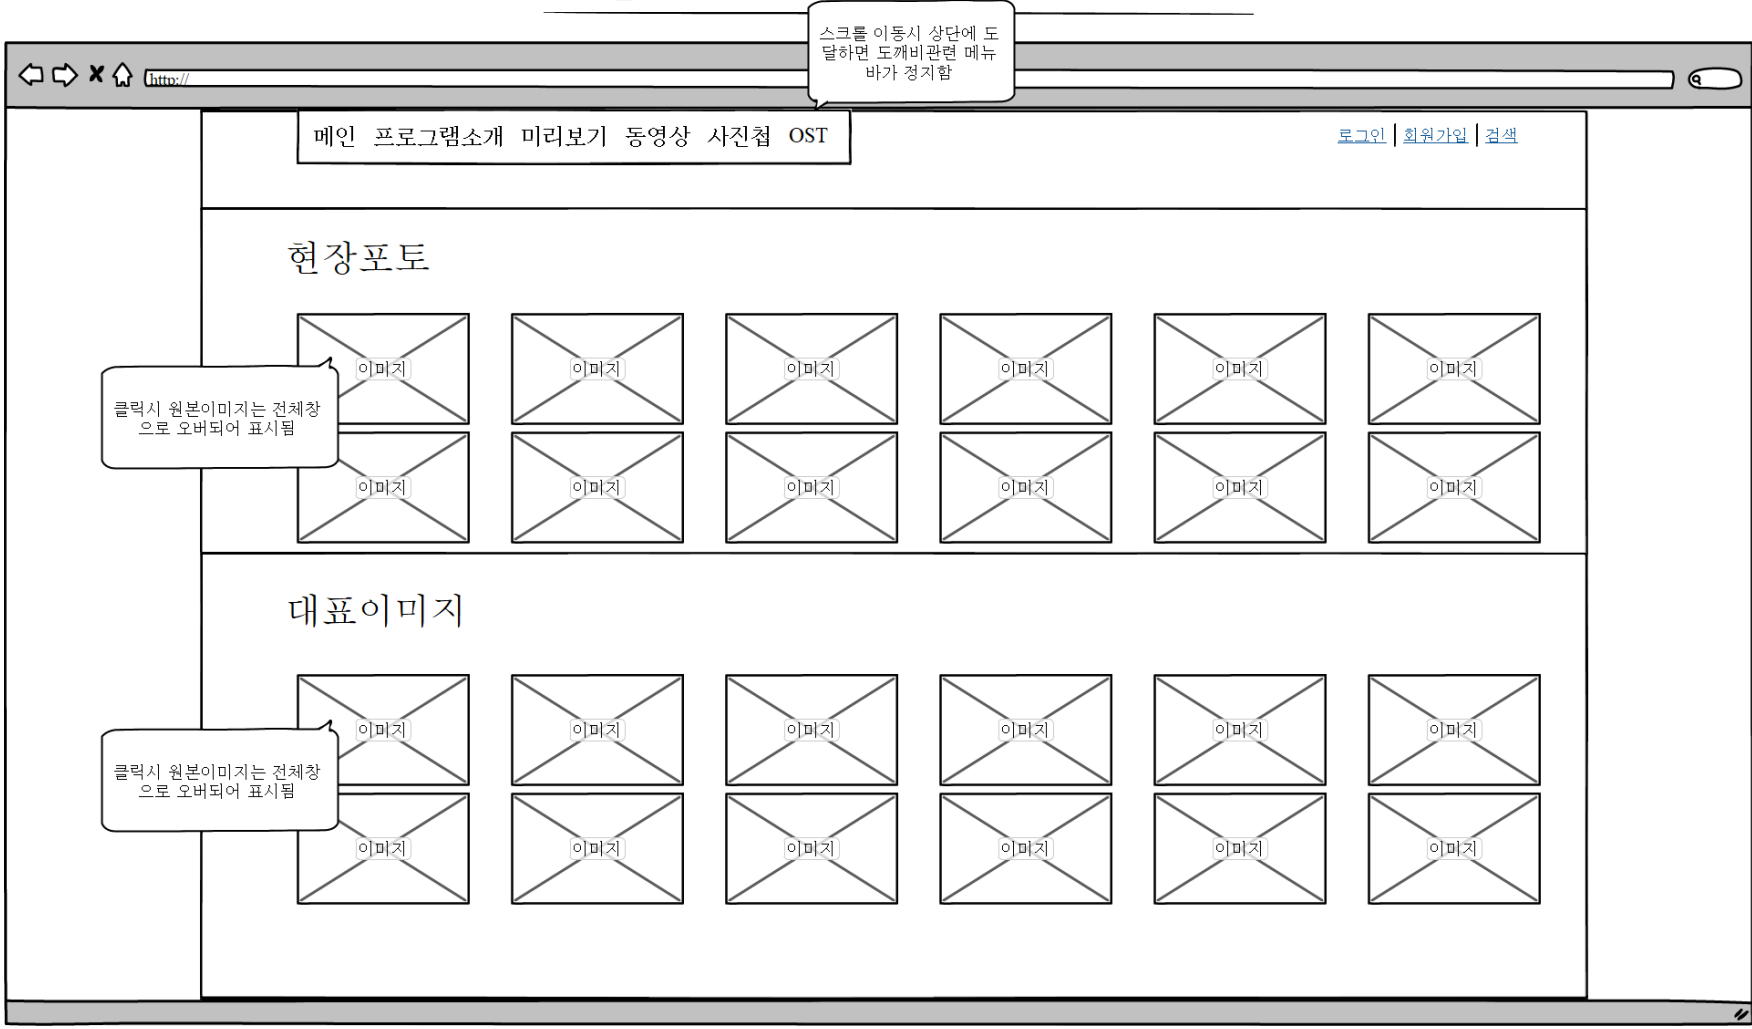 스크롤 이동시 상단에 도
달하면 도깨비관련 메뉴
바가 정지함
http://
메인 프로그램소개 미리보기 동영상 사진첩 OST
로그인 | 회원가입 | 검색
현장포토
이미지 이미지 이미지 이미지 이미지 이미지
클릭시 원본이미지는 전체창
으로 오버되어 표시됨
이미지 이미지 이미지 이미지 이미지 이미지
대표이미지
이미지 이미지 이미지 이미지 이미지 이미지
클릭시 원본이미지는 전체창
으로 오버되어 표시됨
이미지 이미지 이미지 이미지 이미지 이미지